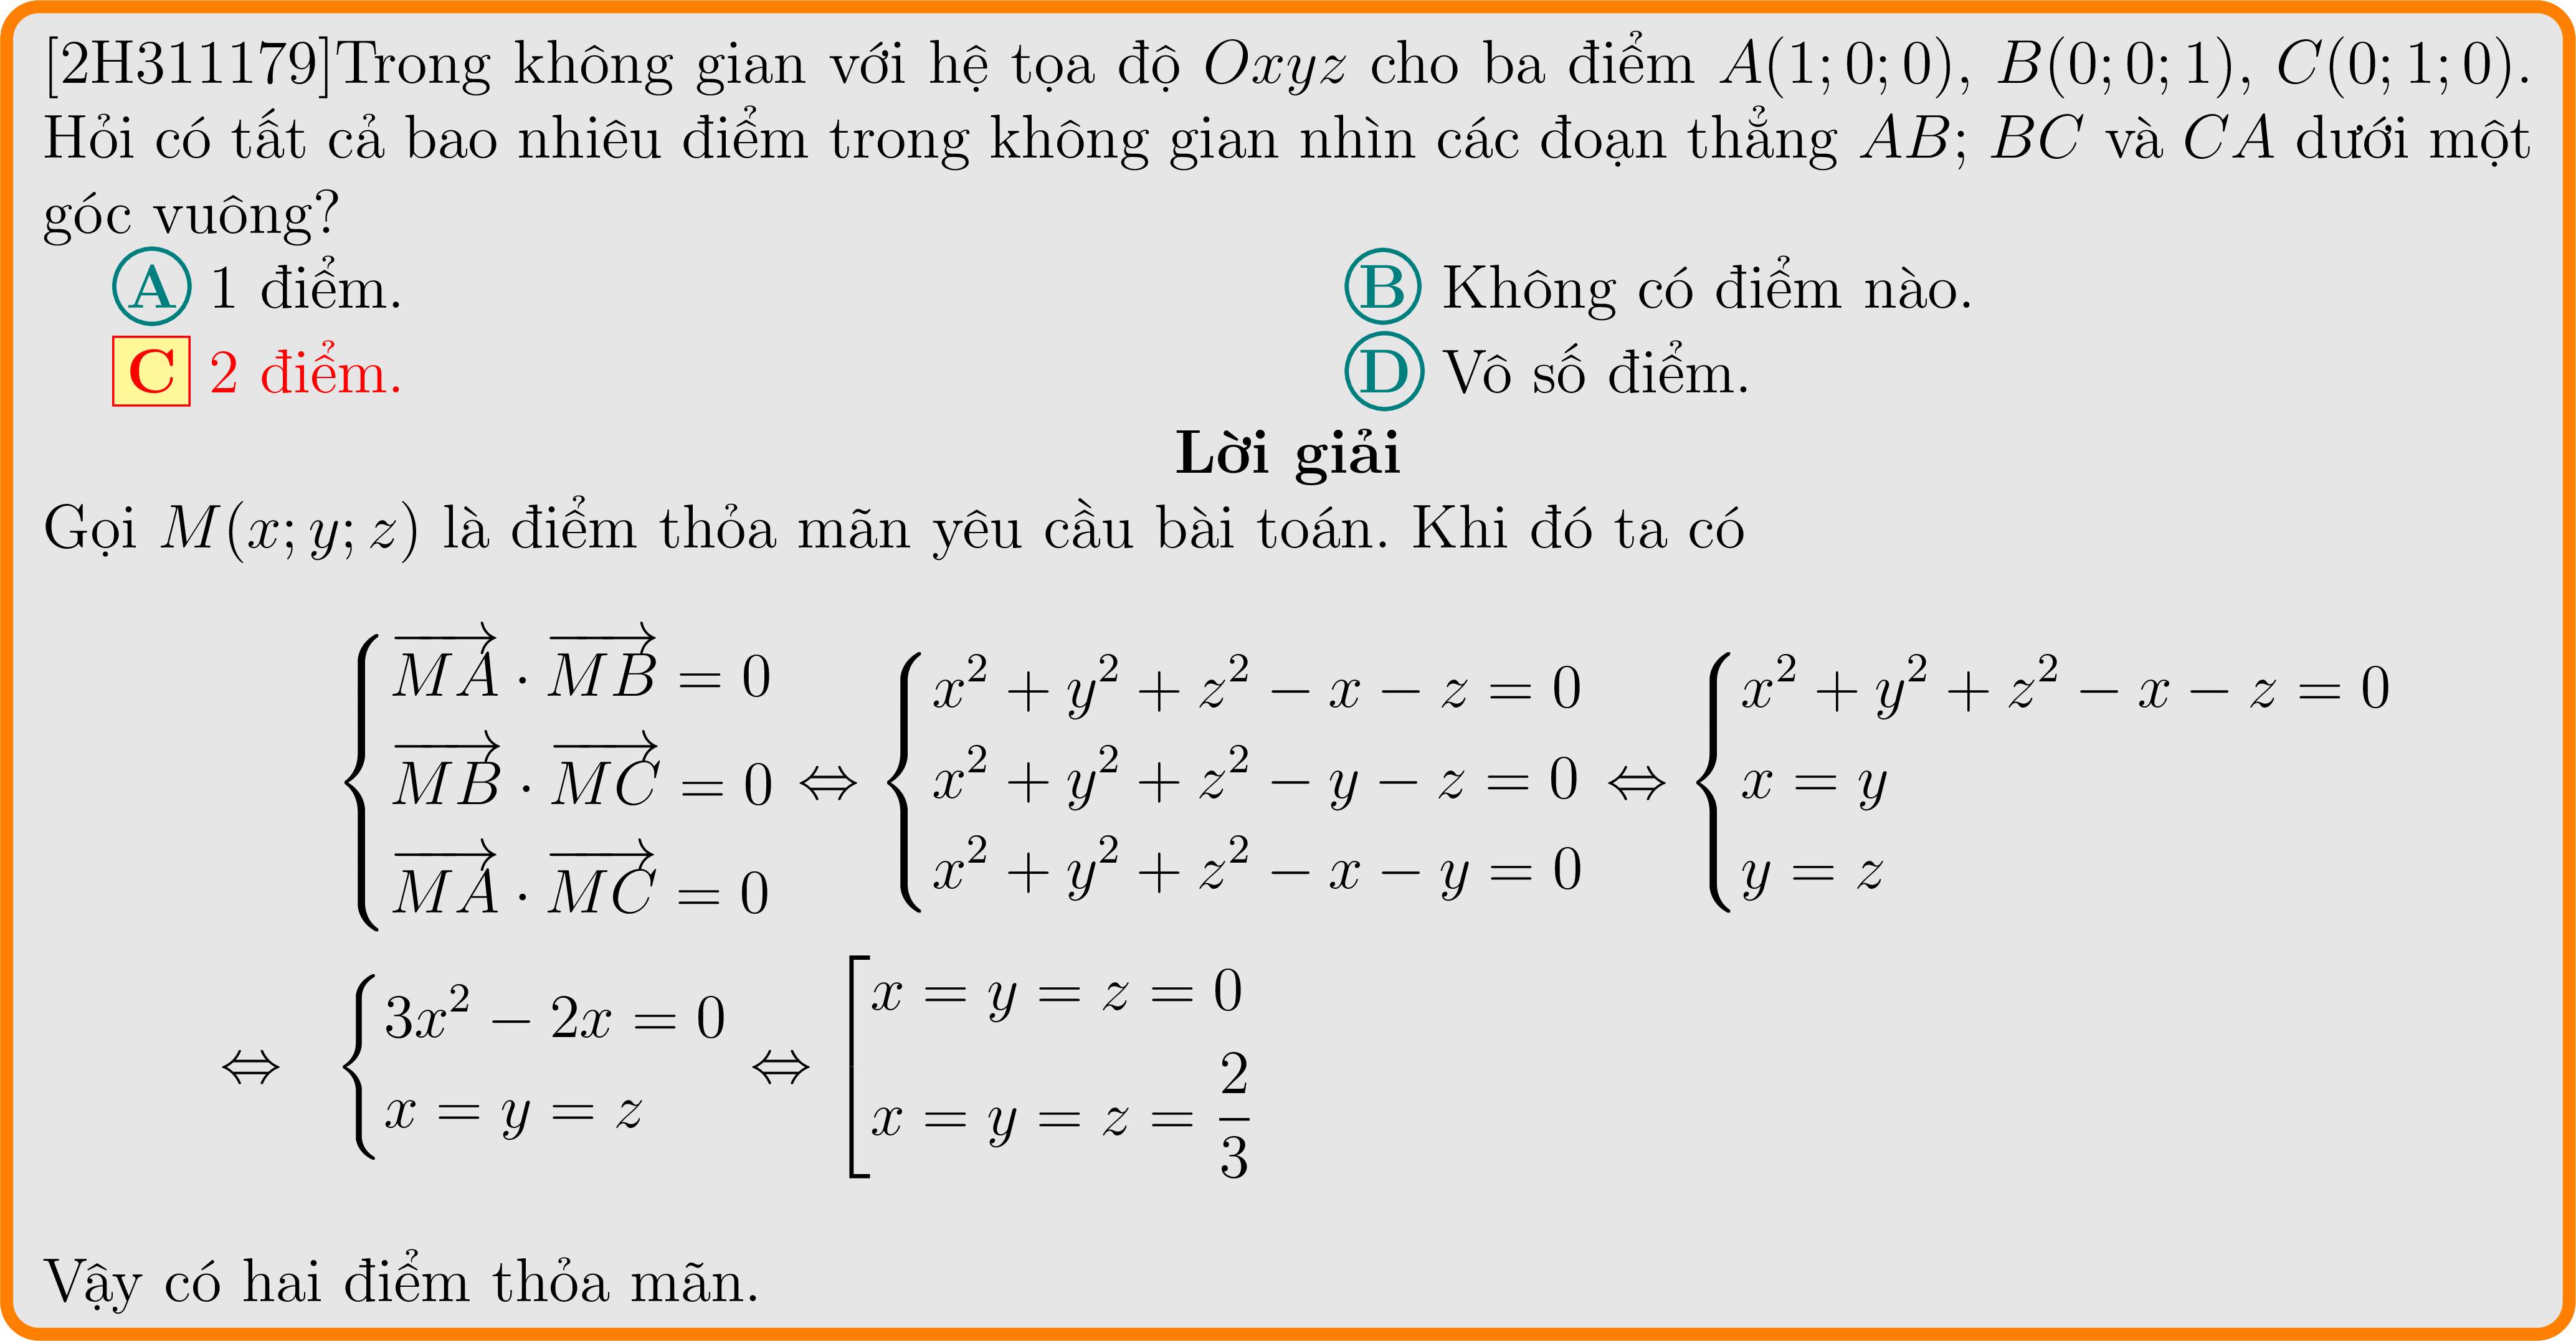 [2H311179]Trong không gian với hệ tọa độ Oxyz cho ba điểm A(1; 0; 0), B(0; 0; 1), C(0; 1; 0).
Hỏi có tất cả bao nhiêu điểm trong không gian nhìn các đoạn thẳng AB; BC và CA dưới một
góc vuông?
A 1 điểm. B Không có điểm nào.
C 2 điểm. D Vô số điểm.
Lời giải
Gọi M(x; y; z) là điểm thỏa mãn yêu cầu bài toán. Khi đó ta có
$\begin{cases} \overrightarrow{MA} \cdot \overrightarrow{MB} = 0 \\ \overrightarrow{MB} \cdot \overrightarrow{MC} = 0 \\ \overrightarrow{MA} \cdot \overrightarrow{MC} = 0 \end{cases} \Leftrightarrow \begin{cases} x^2 + y^2 + z^2 - x - z = 0 \\ x^2 + y^2 + z^2 - y - z = 0 \\ x^2 + y^2 + z^2 - x - y = 0 \end{cases} \Leftrightarrow \begin{cases} x^2 + y^2 + z^2 - x - z = 0 \\ x = y \\ y = z \end{cases}$
$\Leftrightarrow \begin{cases} 3x^2 - 2x = 0 \\ x = y = z \end{cases} \Leftrightarrow \left[ \begin{array}{l} x = y = z = 0 \\ x = y = z = \dfrac{2}{3} \end{array} \right.$
Vậy có hai điểm thỏa mãn.